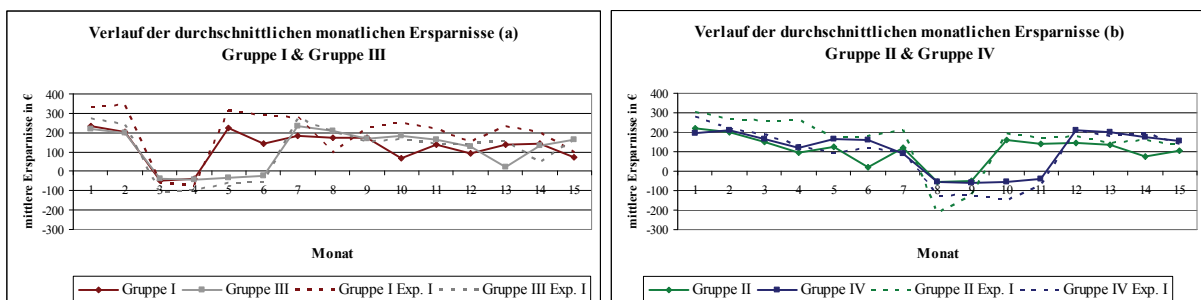 Verlauf der durchschnittlichen monatlichen Ersparnisse (a)
Gruppe I & Gruppe III
mittlere Ersparnisse in €
400
300
200
100
0
-100
-200
-300
1 2 3 4 5 6 7 8 9 10 11 12 13 14 15
Monat
Gruppe I Gruppe III Gruppe I Exp. I Gruppe III Exp. I
Verlauf der durchschnittlichen monatlichen Ersparnisse (b)
Gruppe II & Gruppe IV
mittlere Ersparnisse in €
400
300
200
100
0
-100
-200
-300
1 2 3 4 5 6 7 8 9 10 11 12 13 14 15
Monat
Gruppe II Gruppe IV Gruppe II Exp. I Gruppe IV Exp. I